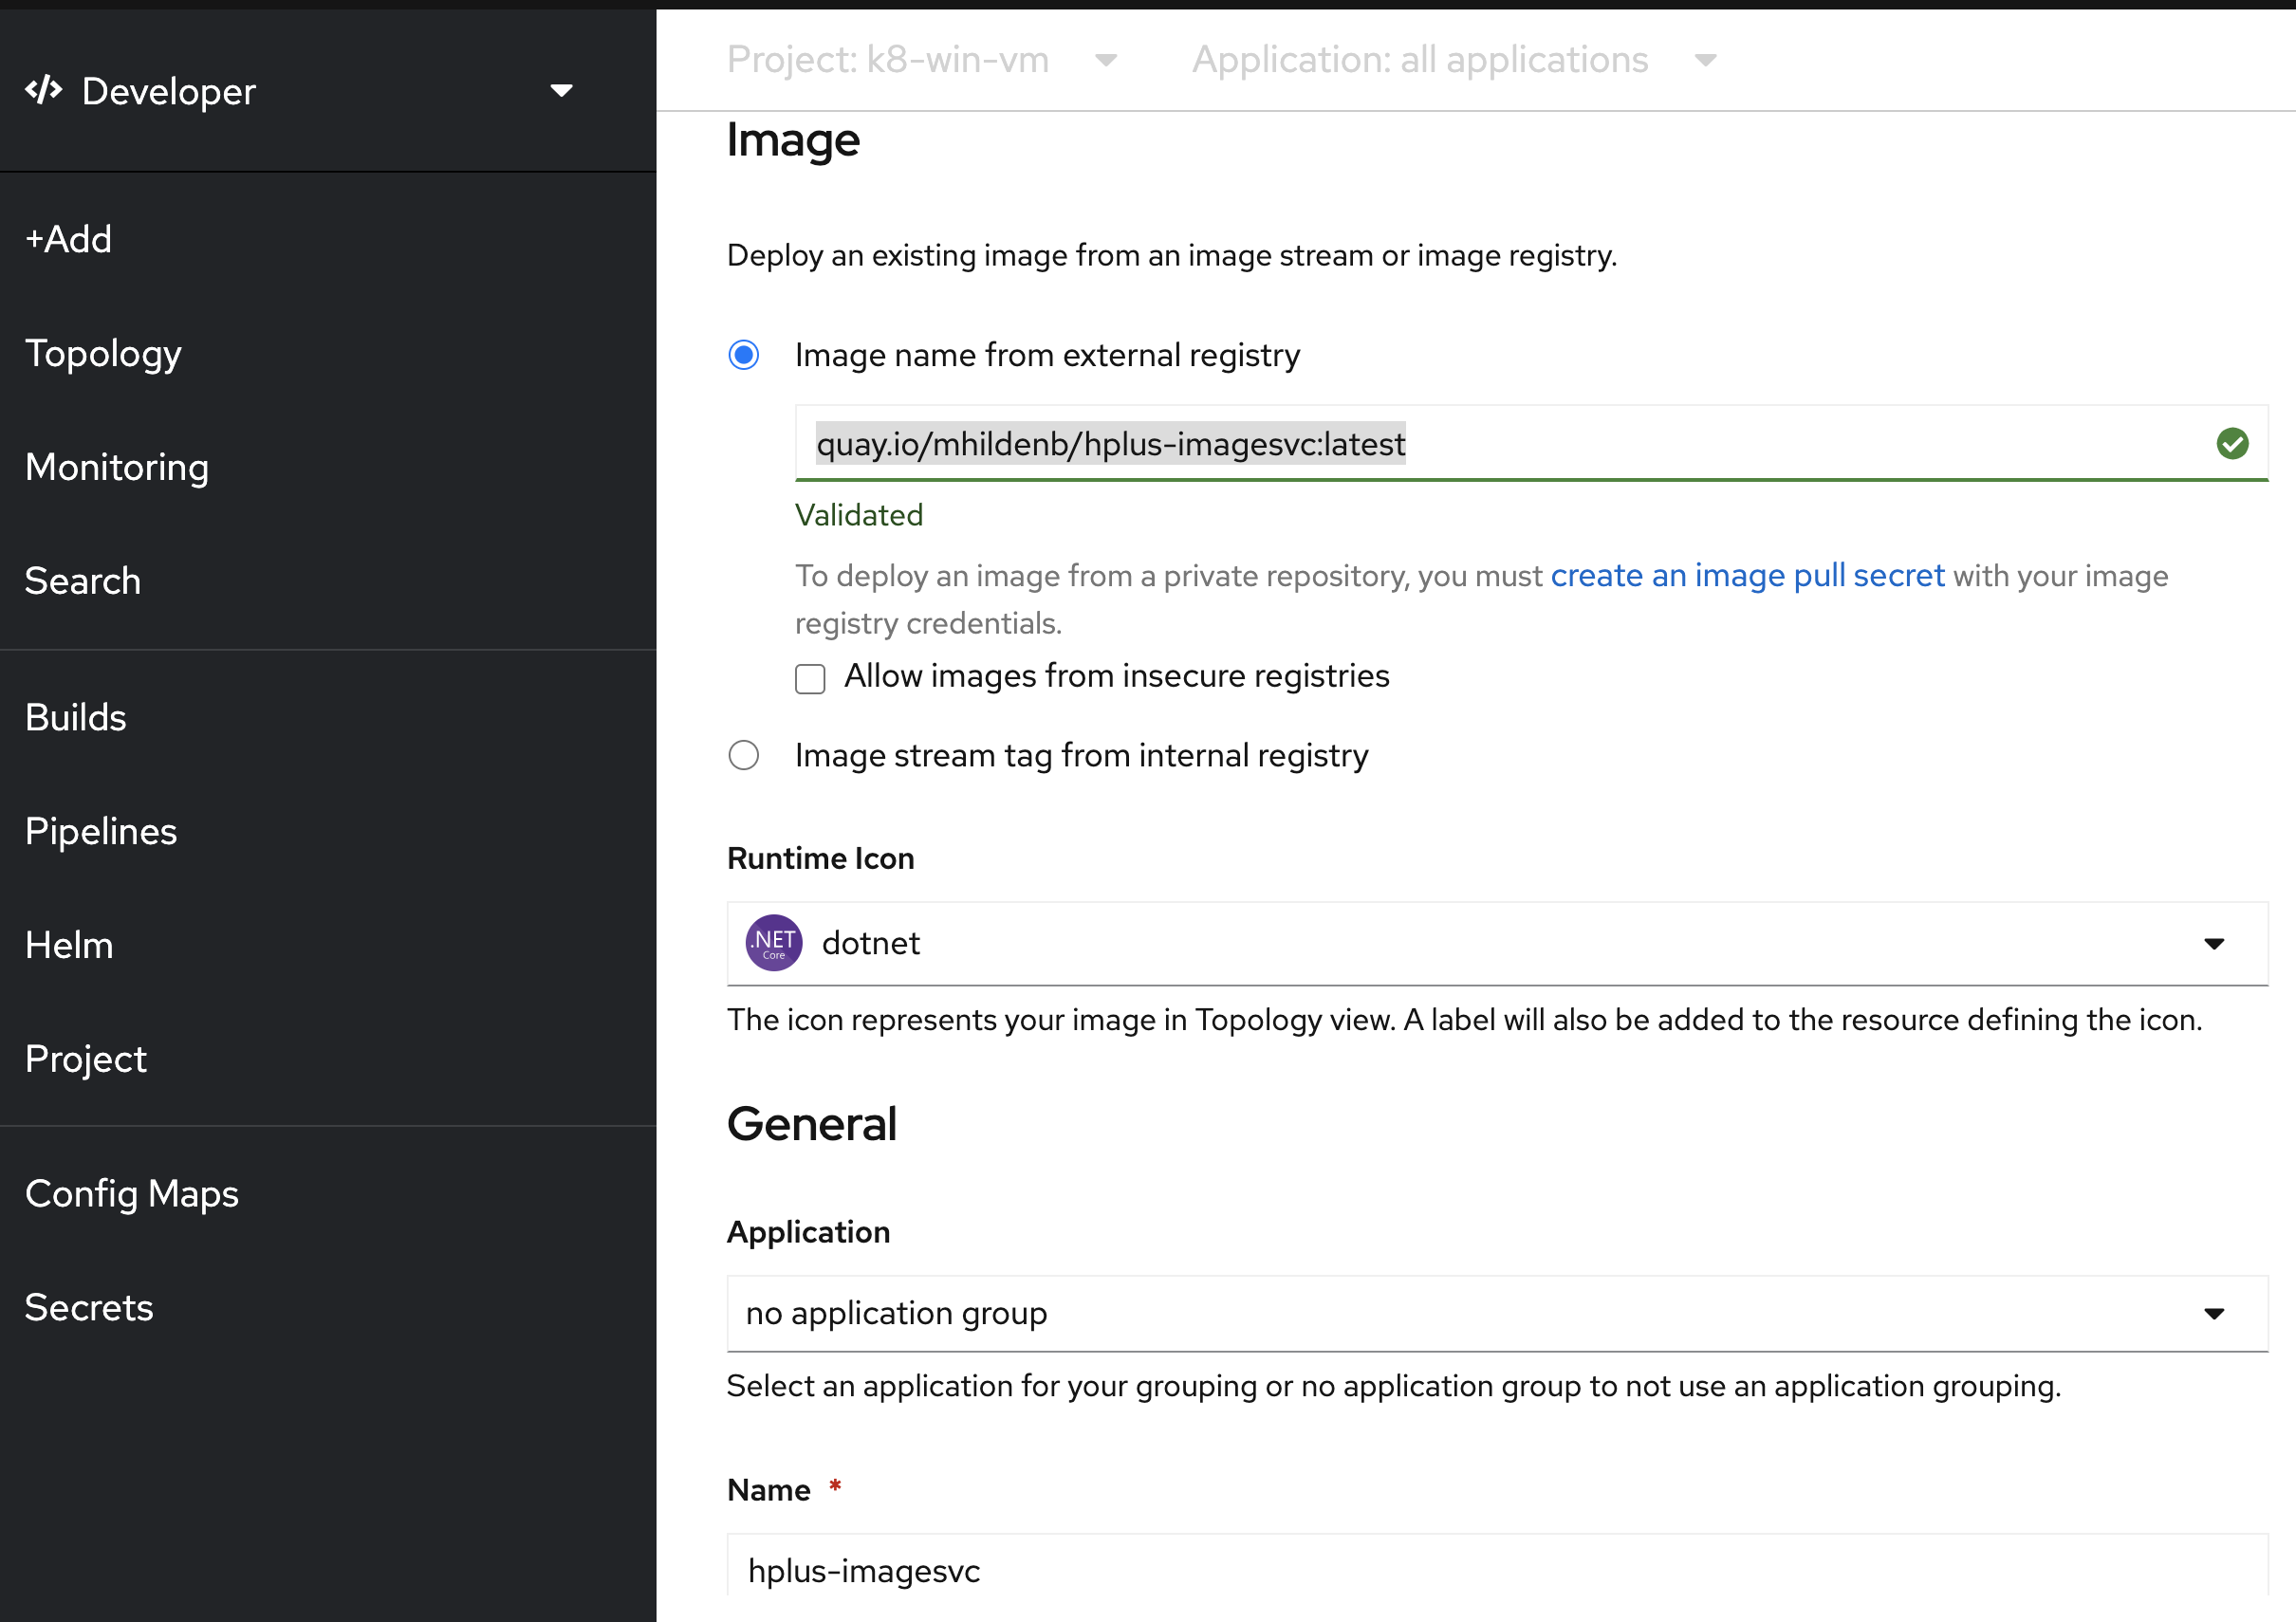 Developer
+Add
Topology
Monitoring
Search
Builds
Pipelines
Helm
Project
Config Maps
Secrets
Project: k8-win-vm
Application: all applications
Image
Deploy an existing image from an image stream or image registry.
Image name from external registry
quay.io/mhildenb/hplus-imagesvc:latest
Validated
To deploy an image from a private repository, you must create an image pull secret with your image
registry credentials.
Allow images from insecure registries
Image stream tag from internal registry
Runtime Icon
.NET
Core
dotnet
The icon represents your image in Topology view. A label will also be added to the resource defining the icon.
General
Application
no application group
Select an application for your grouping or no application group to not use an application grouping.
Name *
hplus-imagesvc